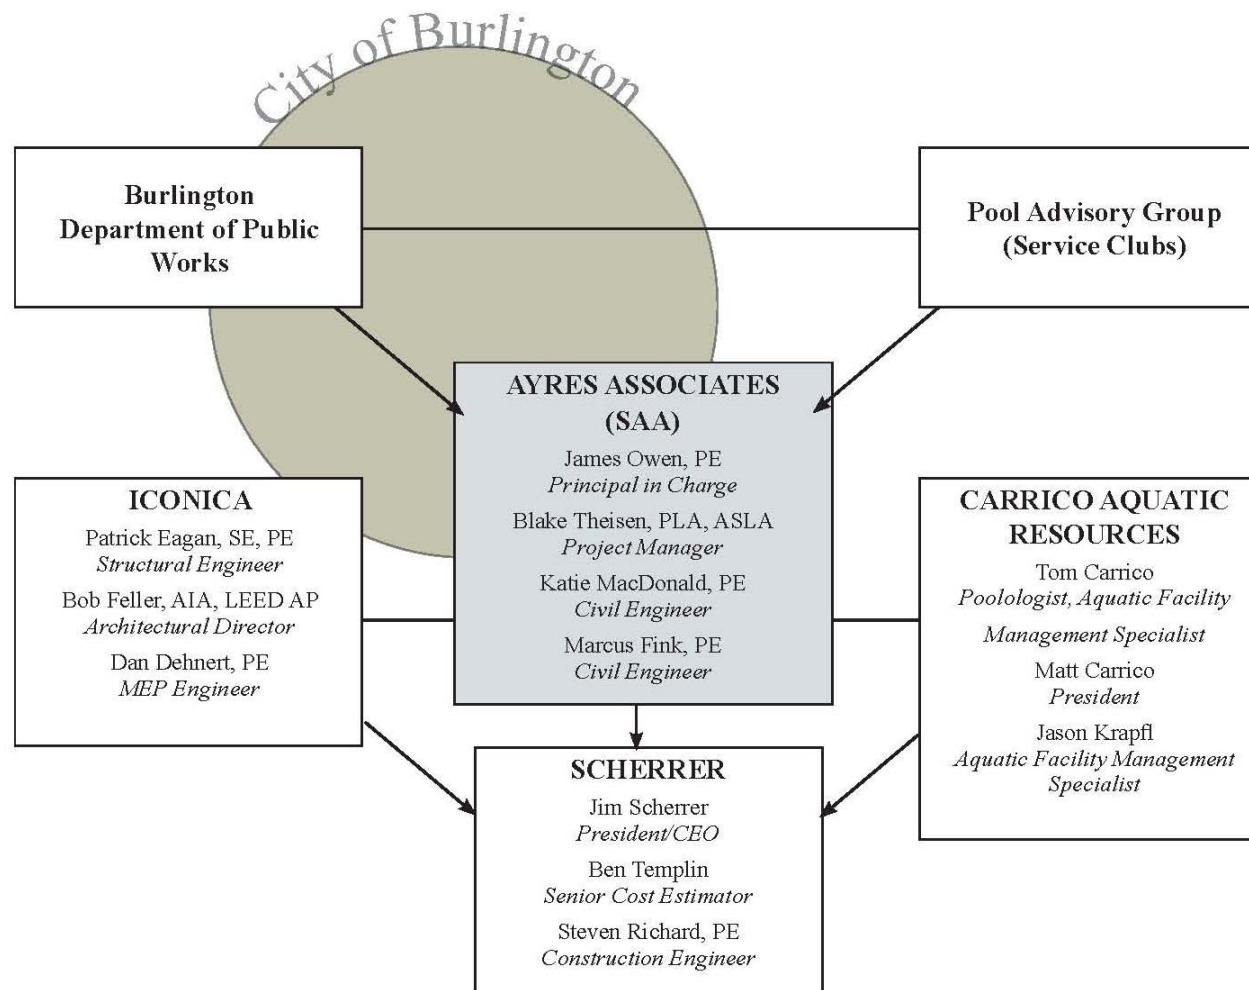 City of Burlington
Burlington
Department of Public
Works
Pool Advisory Group
(Service Clubs)
AYRES ASSOCIATES
(SAA)
James Owen, PE
Principal in Charge
Blake Theisen, PLA, ASLA
Project Manager
Katie MacDonald, PE
Civil Engineer
Marcus Fink, PE
Civil Engineer
ICONICA
Patrick Eagan, SE, PE
Structural Engineer
Bob Feller, AIA, LEED AP
Architectural Director
Dan Dehnert, PE
MEP Engineer
CARRICO AQUATIC
RESOURCES
Tom Carrico
Poolologist, Aquatic Facility
Management Specialist
Matt Carrico
President
Jason Krapfl
Aquatic Facility Management
Specialist
SCHERRER
Jim Scherrer
President/CEO
Ben Templin
Senior Cost Estimator
Steven Richard, PE
Construction Engineer